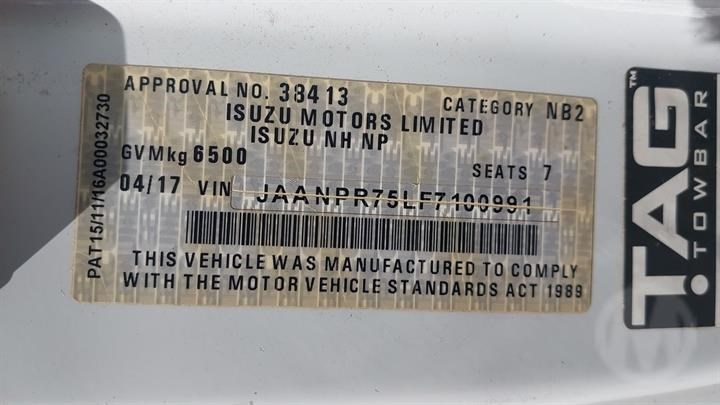 APPROVAL NO. 38413
CATEGORY NB2
ISUZU MOTORS LIMITED
ISUZU NH NP
GVMkg 6500
SEATS 7
04/17 VIN JAANPR75LF7100991
THIS VEHICLE WAS MANUFACTURED TO COMPLY
WITH THE MOTOR VEHICLE STANDARDS ACT 1989
PAT15/11/16A00032730
TAG™
TOWBAR
M